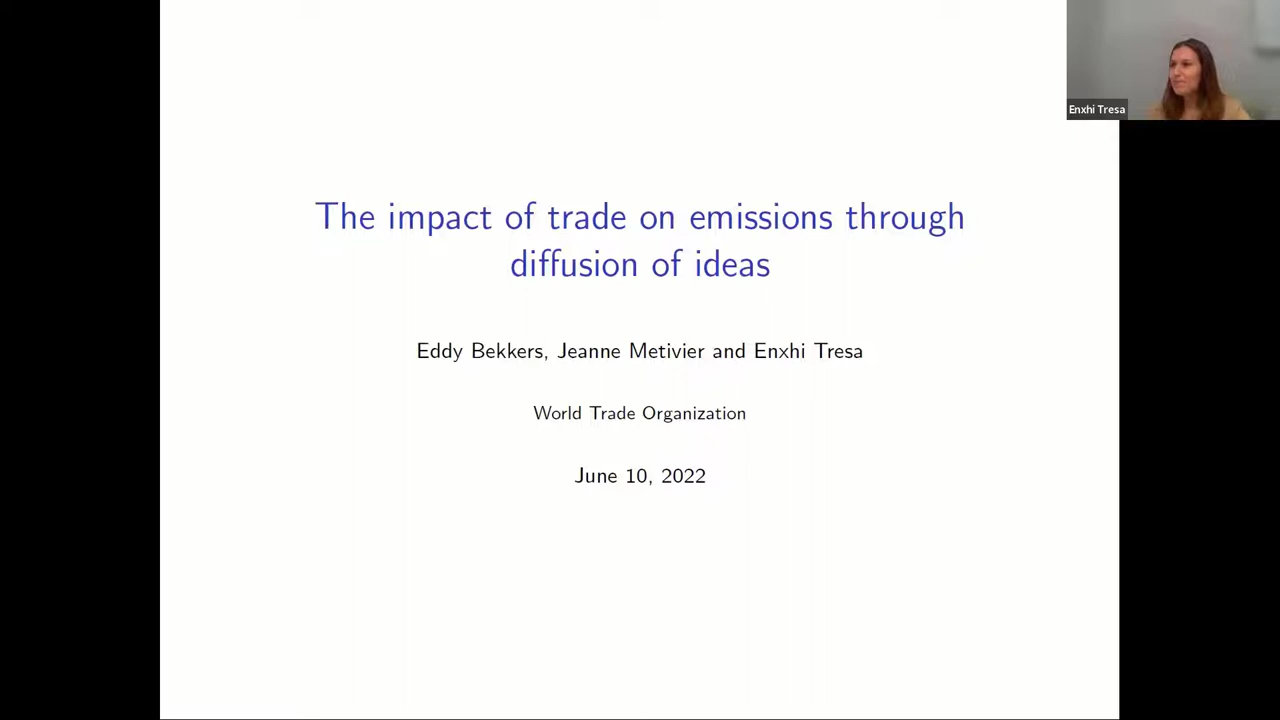 The impact of trade on emissions through
diffusion of ideas
Eddy Bekkers, Jeanne Metivier and Enxhi Tresa
World Trade Organization
June 10, 2022
Enxhi Tresa